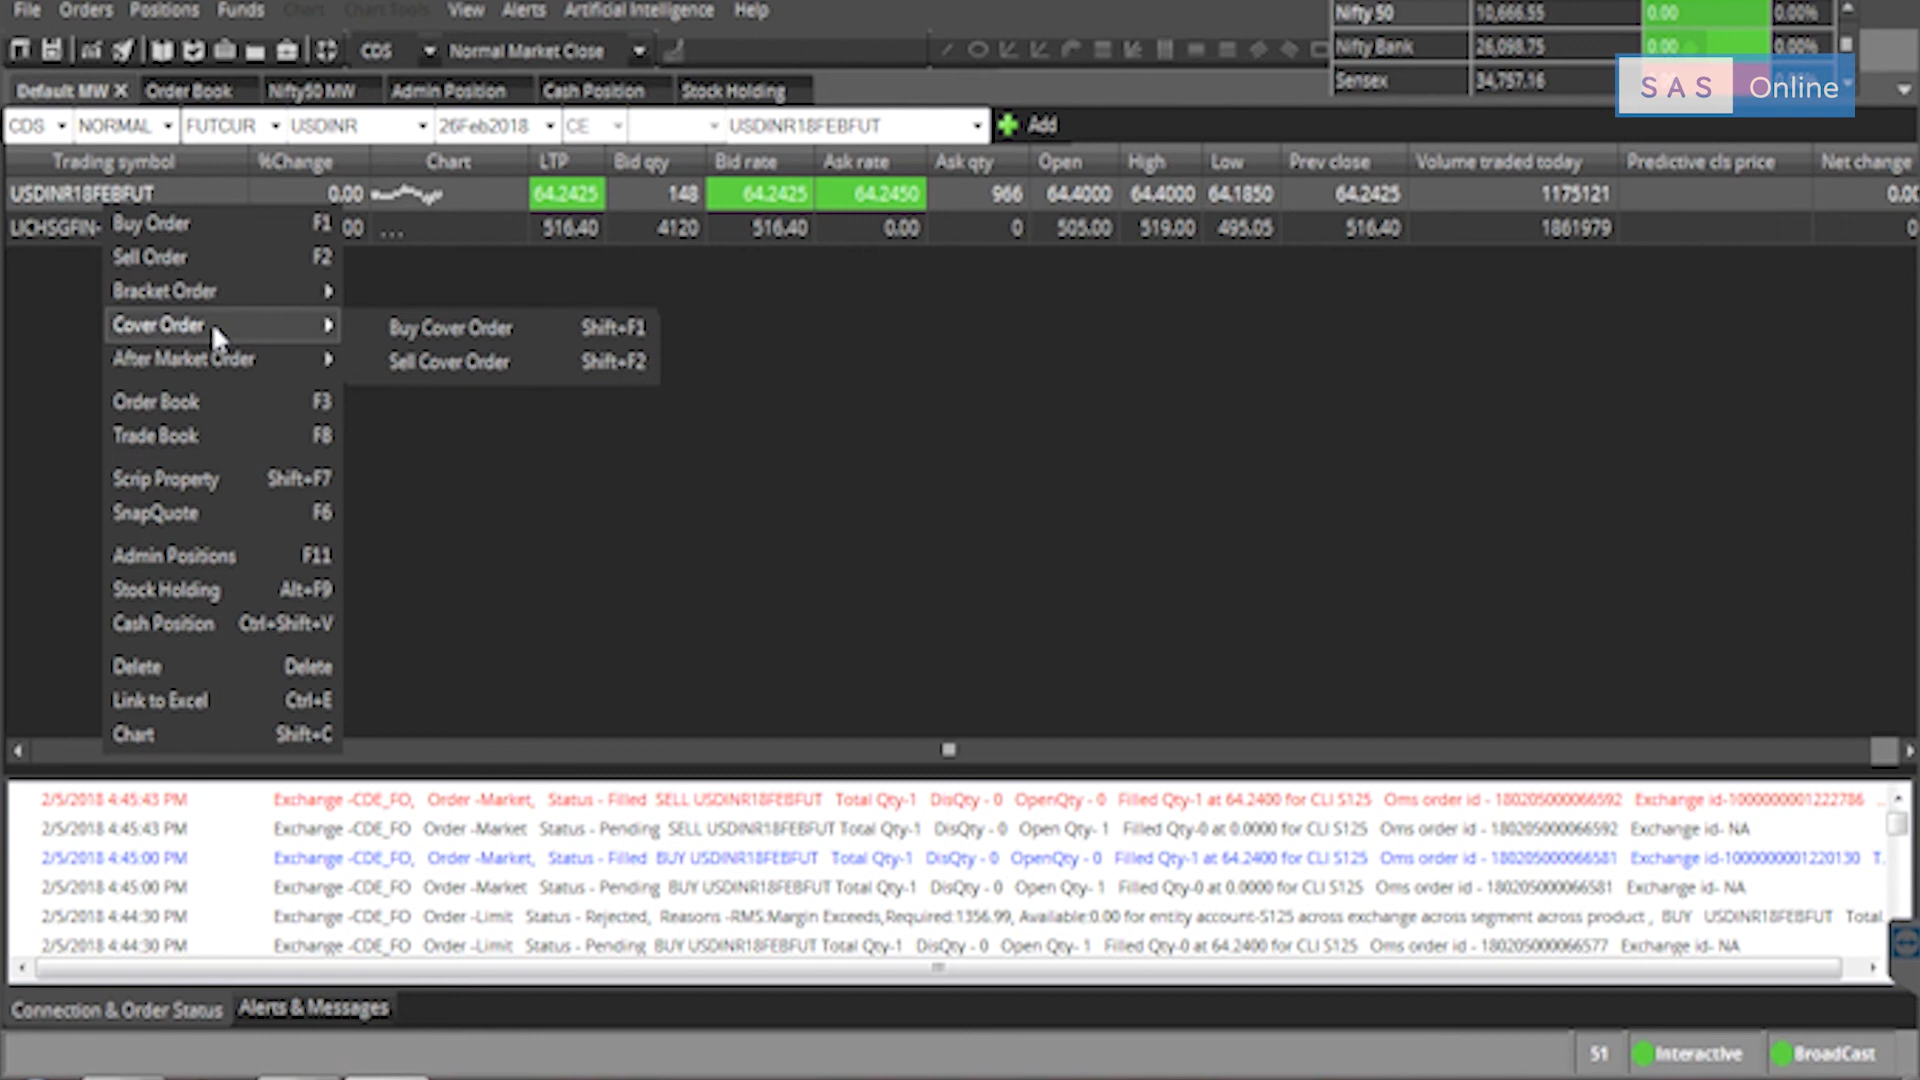 File Orders Positions Funds Chart Chart Tools View Alerts Artificial Intelligence Help
Nifty 50 10,666.55 0.00 0.00%
CDS Normal Market Close
Nifty Bank 26,098.75 0.00 0.00%
Sensex 34,757.16
SAS Online
Default MW X Order Book Nifty50 MW Admin Position Cash Position Stock Holding
CDS NORMAL FUTCUR USDINR 26Feb2018 CE USDINR18FEBFUT Add
Trading symbol %Change Chart LTP Bid qty Bid rate Ask rate Ask qty Open High Low Prev close Volume traded today Predictive cls price Net change
USDINR18FEBFUT 0.00 64.2425 148 64.2425 64.2450 966 64.4000 64.4000 64.1850 64.2425 1175121 0.00
LICHSGFIN- 00 ... 516.40 4120 516.40 0.00 0 505.00 519.00 495.05 516.40 1861979 0
Buy Order F1
Sell Order F2
Bracket Order
Cover Order
Buy Cover Order Shift+F1
Sell Cover Order Shift+F2
After Market Order
Order Book F3
Trade Book F8
Scrip Property Shift+F7
SnapQuote F6
Admin Positions F11
Stock Holding Alt+F9
Cash Position Ctrl+Shift+V
Delete Delete
Link to Excel Ctrl+E
Chart Shift+C
2/5/2018 4:45:43 PM Exchange -CDE_FO, Order -Market, Status - Filled SELL USDINR18FEBFUT Total Qty-1 DisQty - 0 OpenQty - 0 Filled Qty-1 at 64.2400 for CLI S125 Oms order id - 180205000066592 Exchange id-1000000001222786 ...
2/5/2018 4:45:43 PM Exchange -CDE_FO Order -Market Status - Pending SELL USDINR18FEBFUT Total Qty-1 DisQty - 0 Open Qty- 1 Filled Qty-0 at 0.0000 for CLI S125 Oms order id - 180205000066592 Exchange id- NA
2/5/2018 4:45:00 PM Exchange -CDE_FO, Order -Market, Status - Filled BUY USDINR18FEBFUT Total Qty-1 DisQty - 0 OpenQty - 0 Filled Qty-1 at 64.2400 for CLI S125 Oms order id - 180205000066581 Exchange id-1000000001220130 T...
2/5/2018 4:45:00 PM Exchange -CDE_FO Order -Market Status - Pending BUY USDINR18FEBFUT Total Qty-1 DisQty - 0 Open Qty- 1 Filled Qty-0 at 0.0000 for CLI S125 Oms order id - 180205000066581 Exchange id- NA
2/5/2018 4:44:30 PM Exchange -CDE_FO Order -Limit Status - Rejected, Reasons -RMS:Margin Exceeds,Required:1356.99, Available:0.00 for entity account-S125 across exchange across segment across product , BUY USDINR18FEBFUT Total
2/5/2018 4:44:30 PM Exchange -CDE_FO Order -Limit Status - Pending BUY USDINR18FEBFUT Total Qty-1 DisQty - 0 Open Qty- 1 Filled Qty-0 at 64.2400 for CLI S125 Oms order id - 180205000066577 Exchange id- NA
Connection & Order Status Alerts & Messages
51 Interactive BroadCast